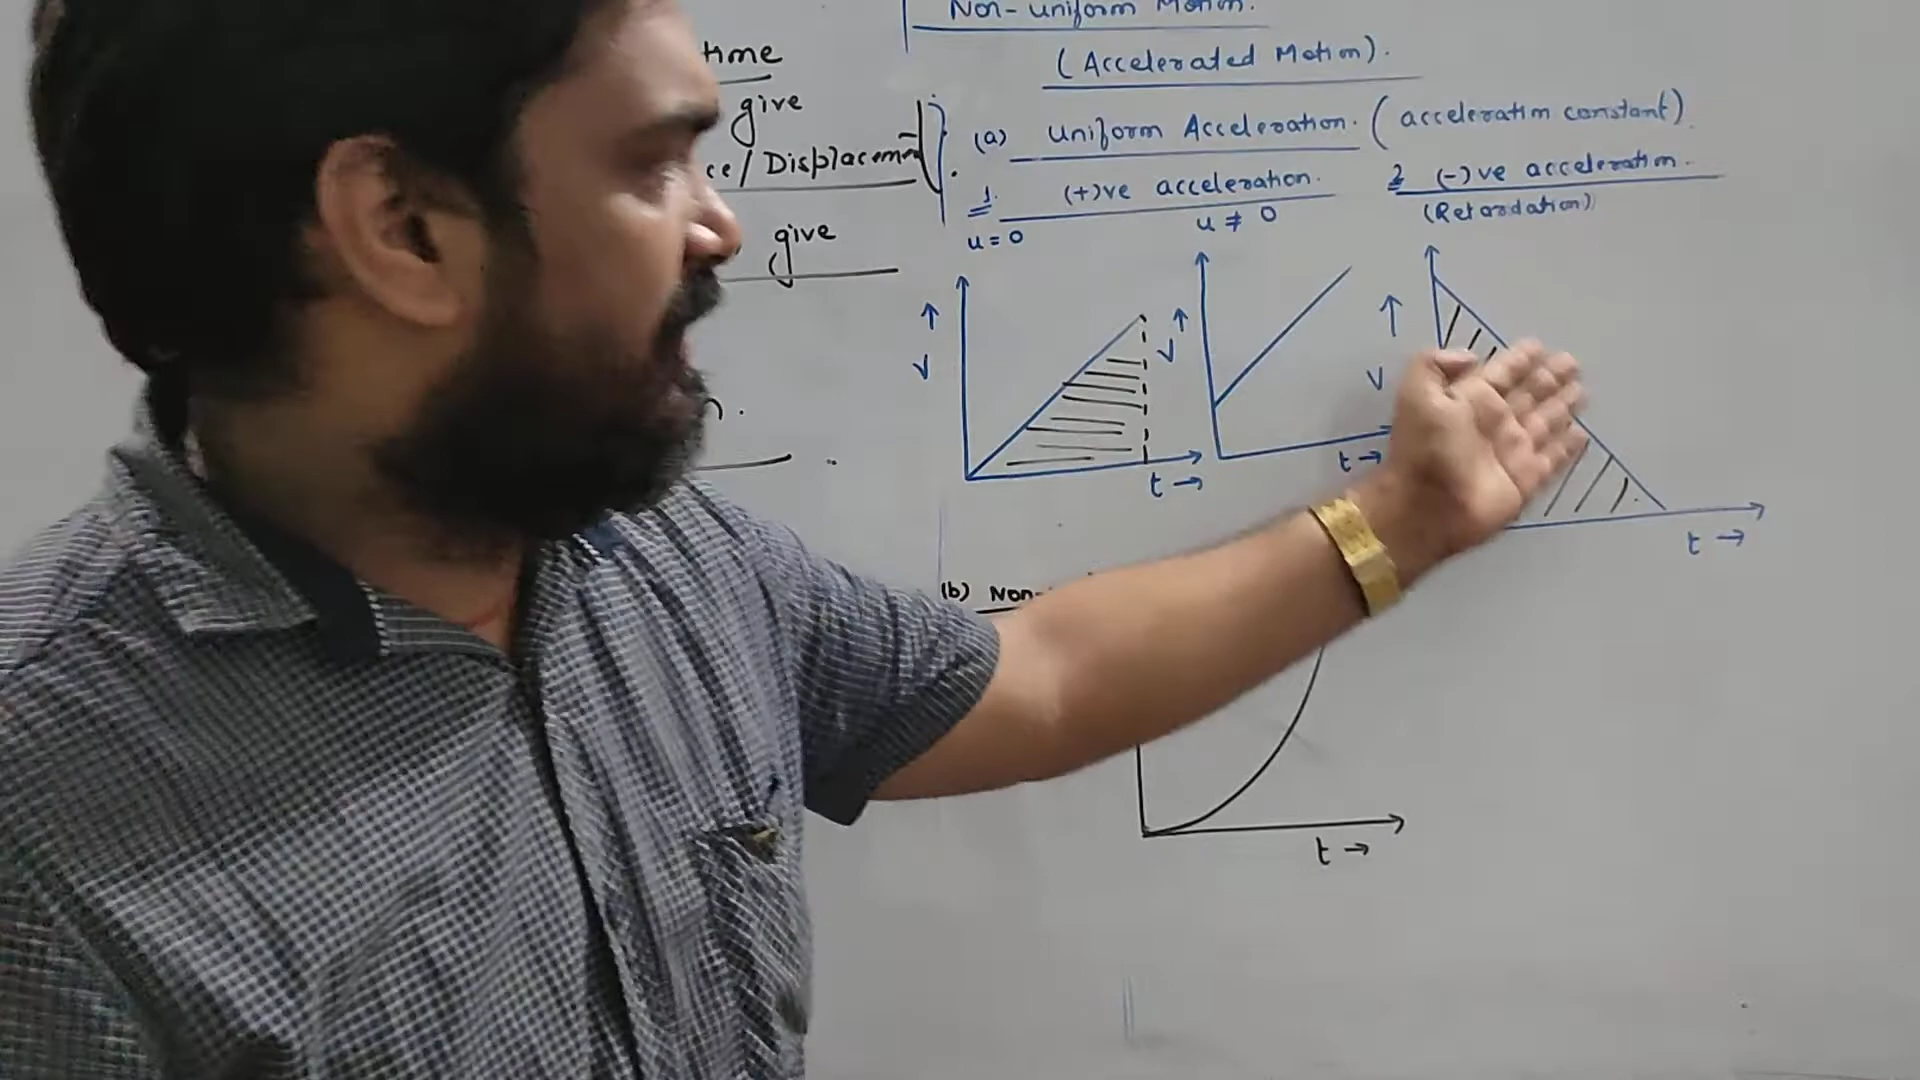 time
give
ce/Displacemen
give
n.
Non-uniform Motion.
(Accelerated Motion).
(a) Uniform Acceleration. (acceleration constant)
1. (+)ve acceleration.
2 (-)ve acceleration.
(Retardation)
u = 0
u ≠ 0
↑
v
t →
↑
v
t →
↑
v
t →
(b) Non-
t →